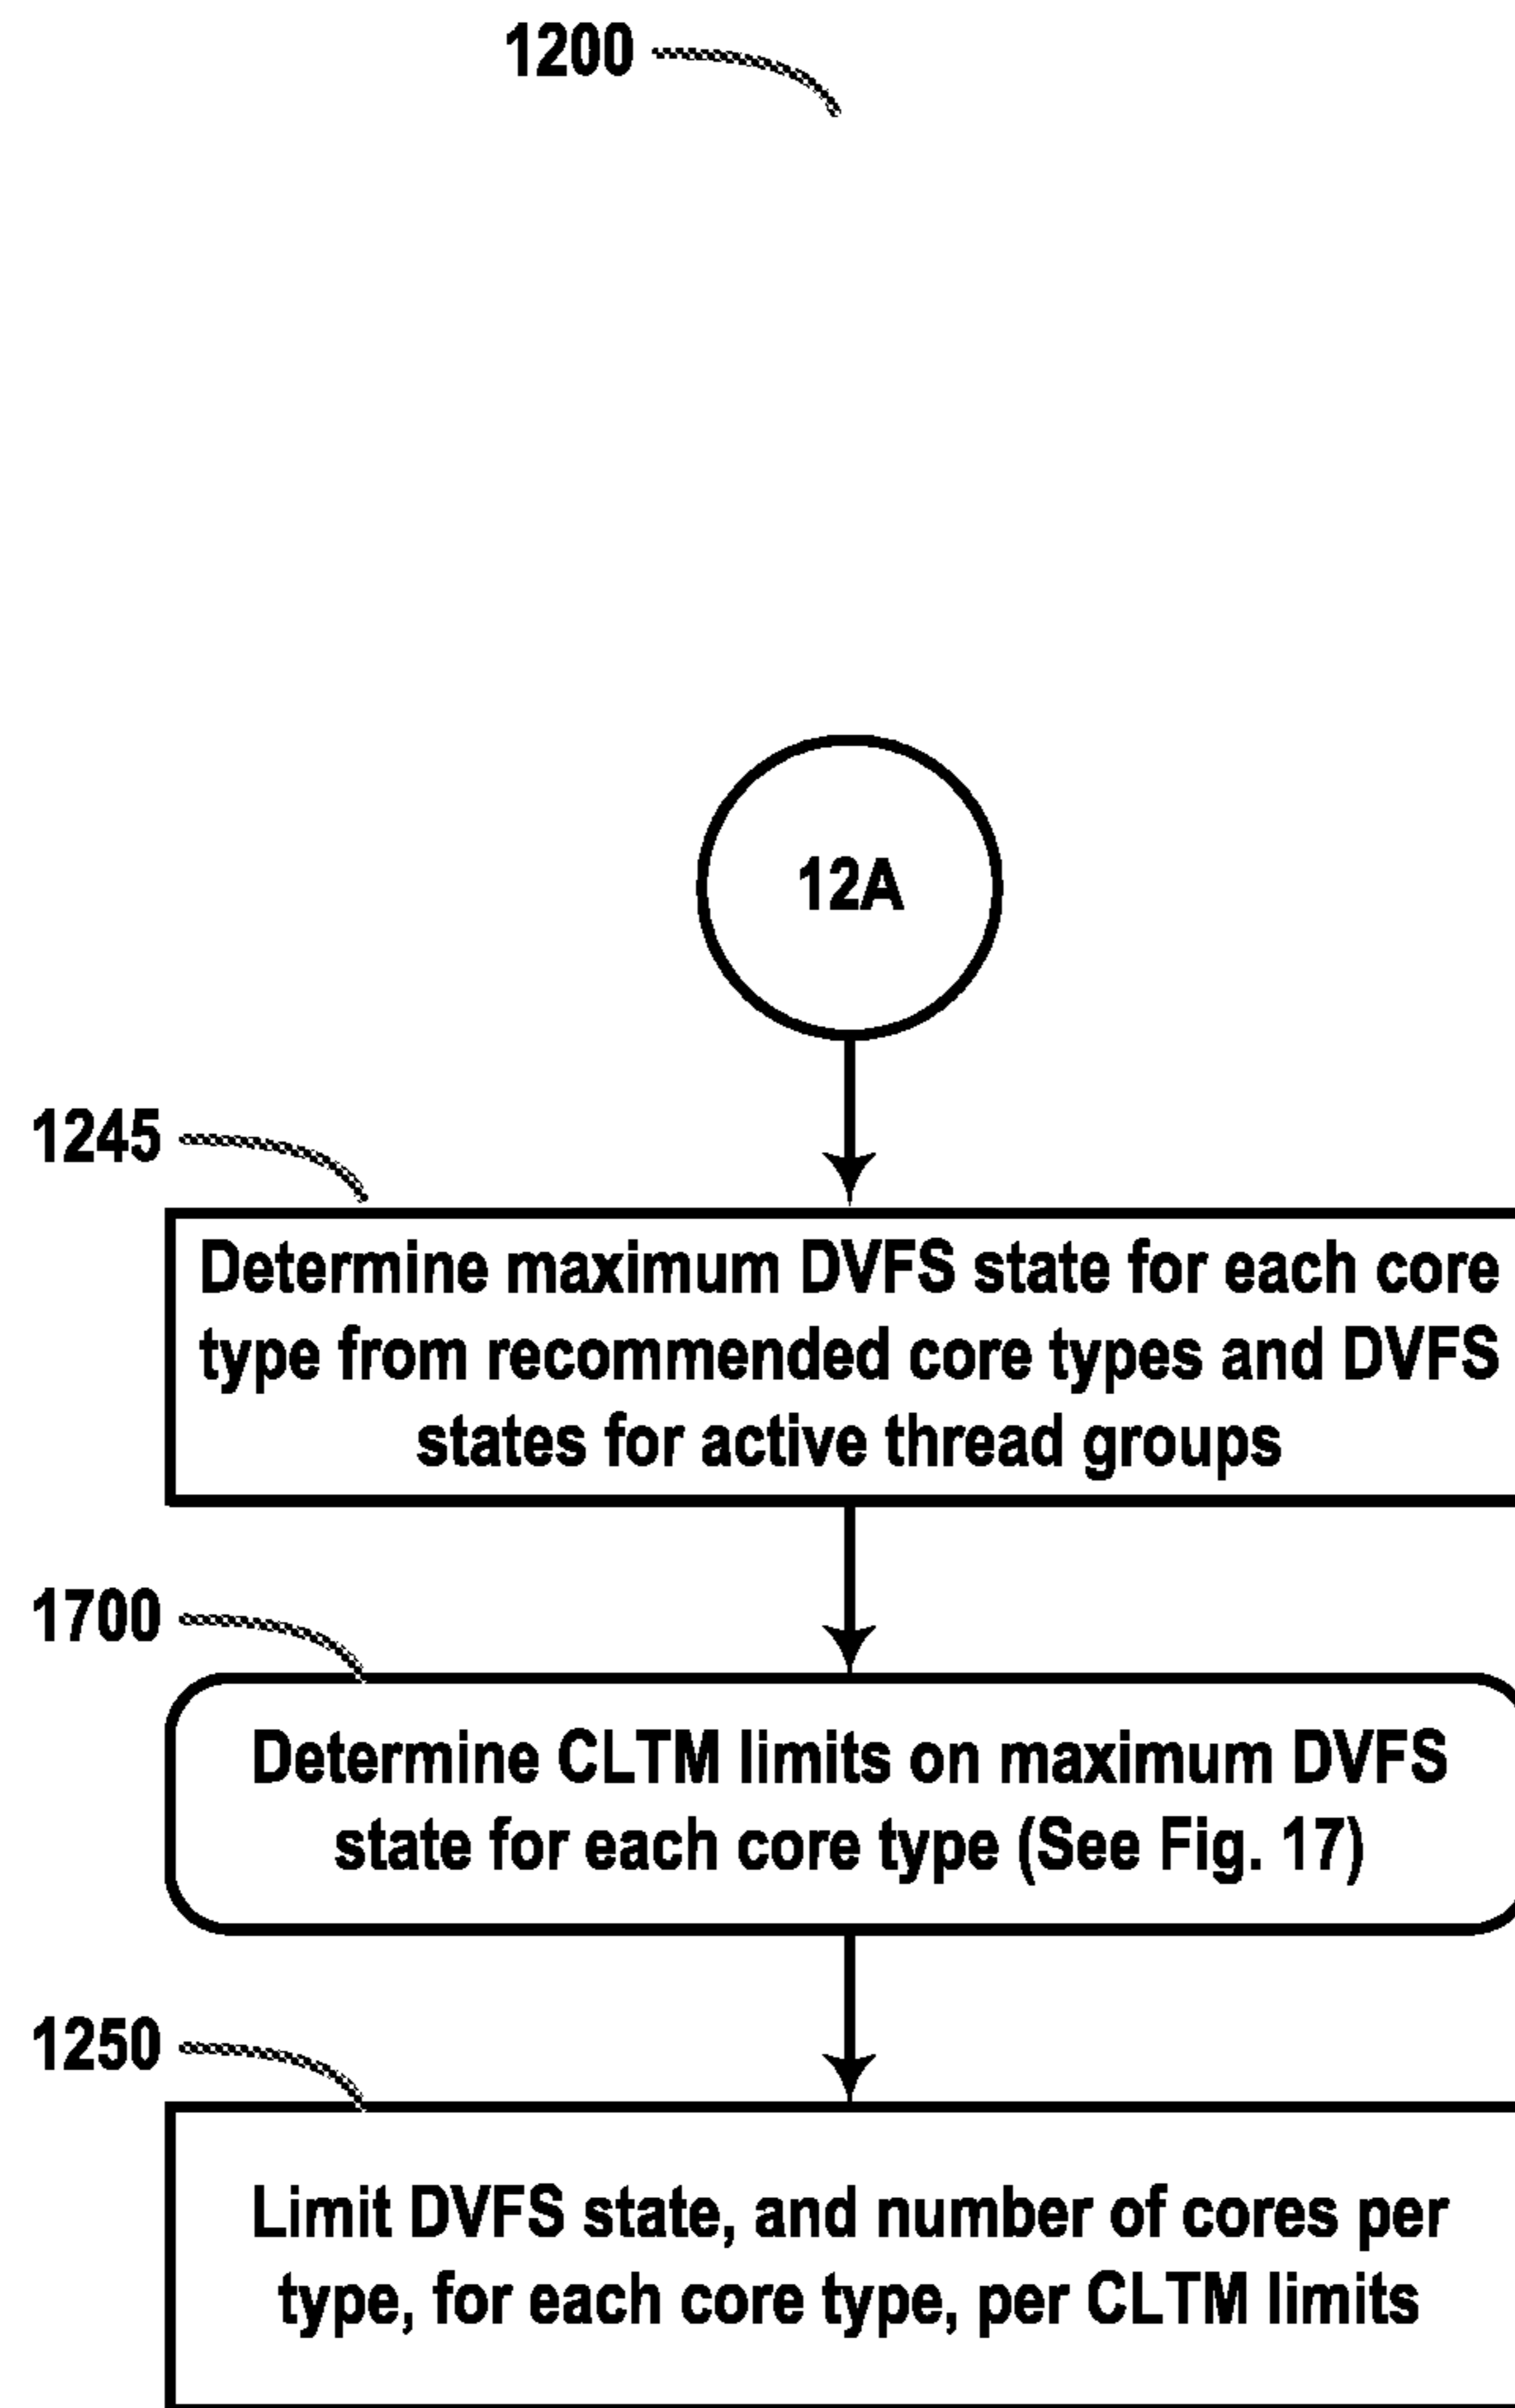 1200
12A
1245
Determine maximum DVFS state for each core
type from recommended core types and DVFS
states for active thread groups
1700
Determine CLTM limits on maximum DVFS
state for each core type (See Fig. 17)
1250
Limit DVFS state, and number of cores per
type, for each core type, per CLTM limits